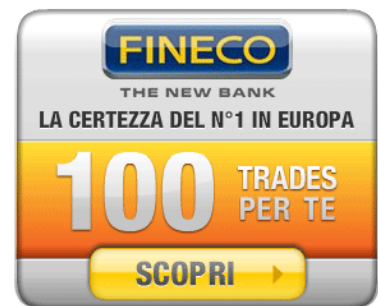 FINECO
THE NEW BANK
LA CERTEZZA DEL N°1 IN EUROPA
100 TRADES
PER TE
SCOPRI